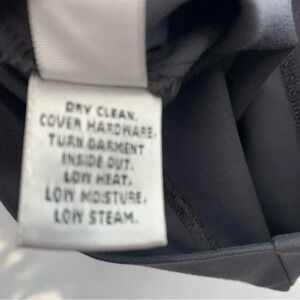 DRY CLEAN.
COVER HARDWARE.
TURN GARMENT
INSIDE OUT.
LOW HEAT.
LOW MOISTURE.
LOW STEAM.